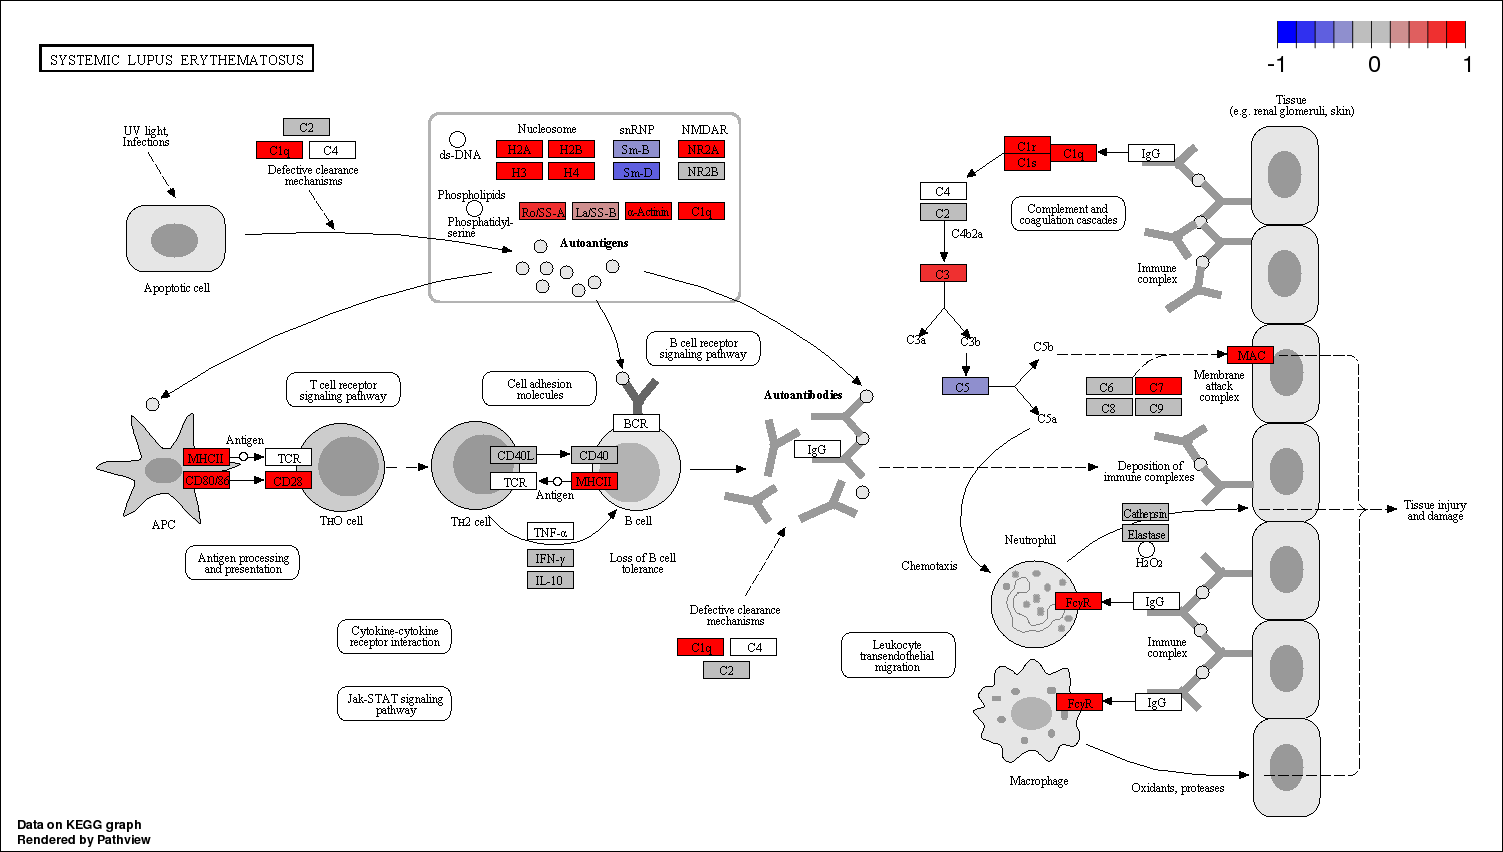 SYSTEMIC LUPUS ERYTHEMATOSUS
-1 0 1
Tissue
(e.g. renal glomeruli, skin)
UV light,
Infections
C2
C1q C4
Defective clearance
mechanisms
Apoptotic cell
Nucleosome snRNP NMDAR
ds-DNA
H2A H2B Sm-B NR2A
H3 H4 Sm-D NR2B
Phospholipids
Phosphatidyl-
serine
Ro/SS-A La/SS-B α-Actinin C1q
Autoantigens
C1r
C1s
C1q
IgG
C4
C2
C4b2a
Complement and
coagulation cascades
Immune
complex
C3
C3a C3b
C5b
C5
C5a
MAC
Membrane
attack
complex
C6 C7
C8 C9
B cell receptor
signaling pathway
T cell receptor
signaling pathway
Cell adhesion
molecules
Autoantibodies
BCR
IgG
Antigen
MHCII TCR
CD80/86 CD28
APC
TH0 cell
CD40L CD40
TCR MHCII
Antigen
TH2 cell
B cell
TNF-α
IFN-γ
IL-10
Loss of B cell
tolerance
Antigen processing
and presentation
Cytokine-cytokine
receptor interaction
Jak-STAT signaling
pathway
Defective clearance
mechanisms
C1q C4
C2
Leukocyte
transendothelial
migration
Deposition of
immune complexes
Cathepsin
Elastase
H2O2
Tissue injury
and damage
Neutrophil
Chemotaxis
FcγR IgG
Immune
complex
FcγR IgG
Macrophage
Oxidants, proteases
Data on KEGG graph
Rendered by Pathview